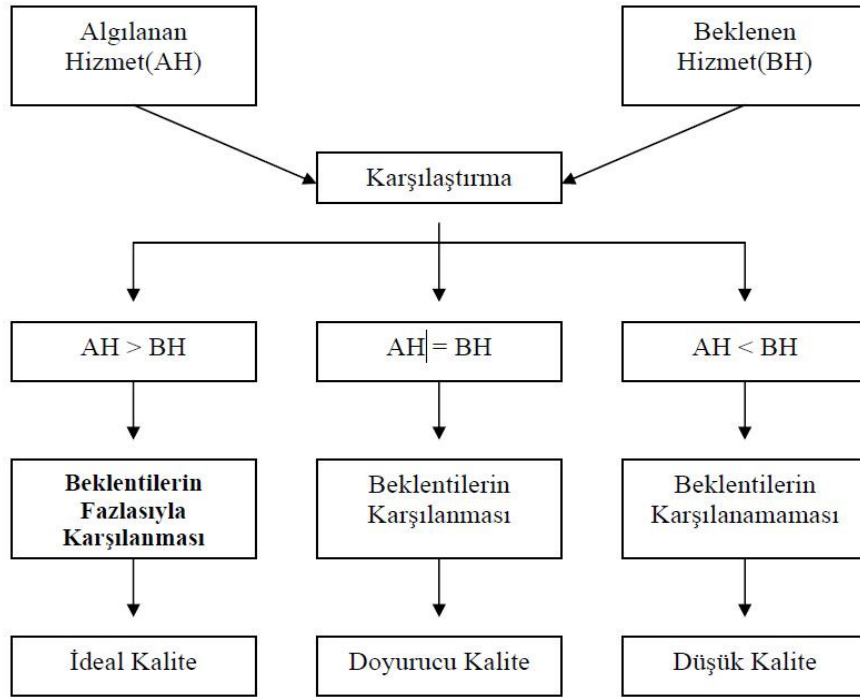 Algılanan
Hizmet(AH)
Beklenen
Hizmet(BH)
Karşılaştırma
AH > BH
AH = BH
AH < BH
Beklentilerin
Fazlasıyla
Karşılanması
Beklentilerin
Karşılanması
Beklentilerin
Karşılanamaması
İdeal Kalite
Doyurucu Kalite
Düşük Kalite